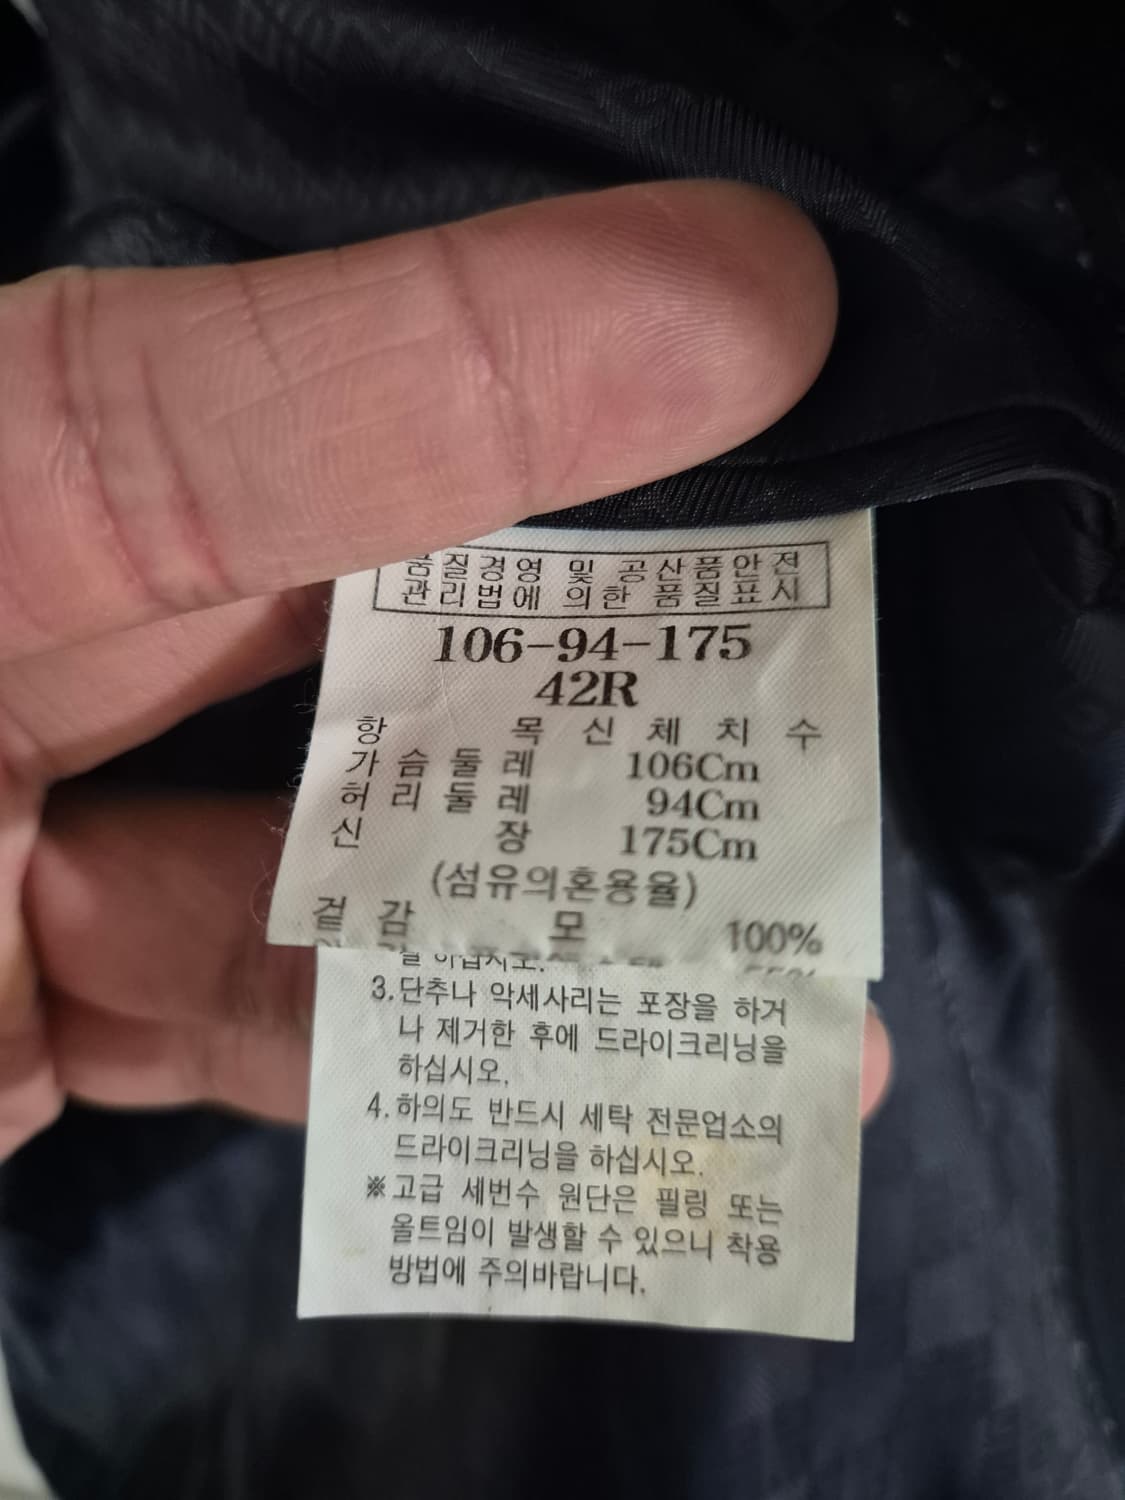 품질경영 및 공산품안전
관리법에 의한 품질표시
106-94-175
42R
항 목 신 체 치 수
가 슴 둘 레 106Cm
허 리 둘 레 94Cm
신 장 175Cm
(섬유의혼용율)
겉 감 모 100%
하십시오.
3.단추나 악세사리는 포장을 하거
나 제거한 후에 드라이크리닝을
하십시오.
4.하의도 반드시 세탁 전문업소의
드라이크리닝을 하십시오.
※고급 세번수 원단은 필링 또는
올트임이 발생할 수 있으니 착용
방법에 주의바랍니다.